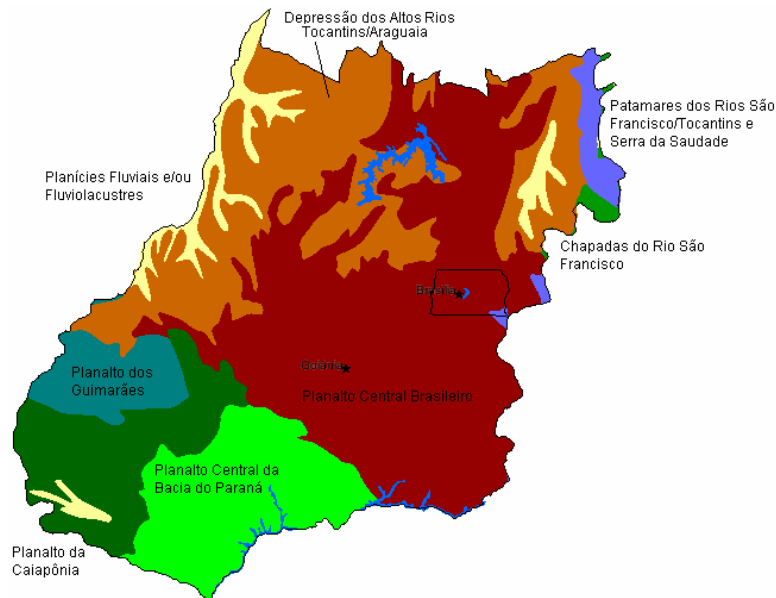 Depressão dos Altos Rios
Tocantins/Araguaia
Patamares dos Rios São
Francisco/Tocantins e
Serra da Saudade
Planícies Fluviais e/ou
Fluviolacustres
Chapadas do Rio São
Francisco
Brasília
Goiânia
Planalto dos
Guimarães
Planalto Central Brasileiro
Planalto Central da
Bacia do Paraná
Planalto da
Caiapônia